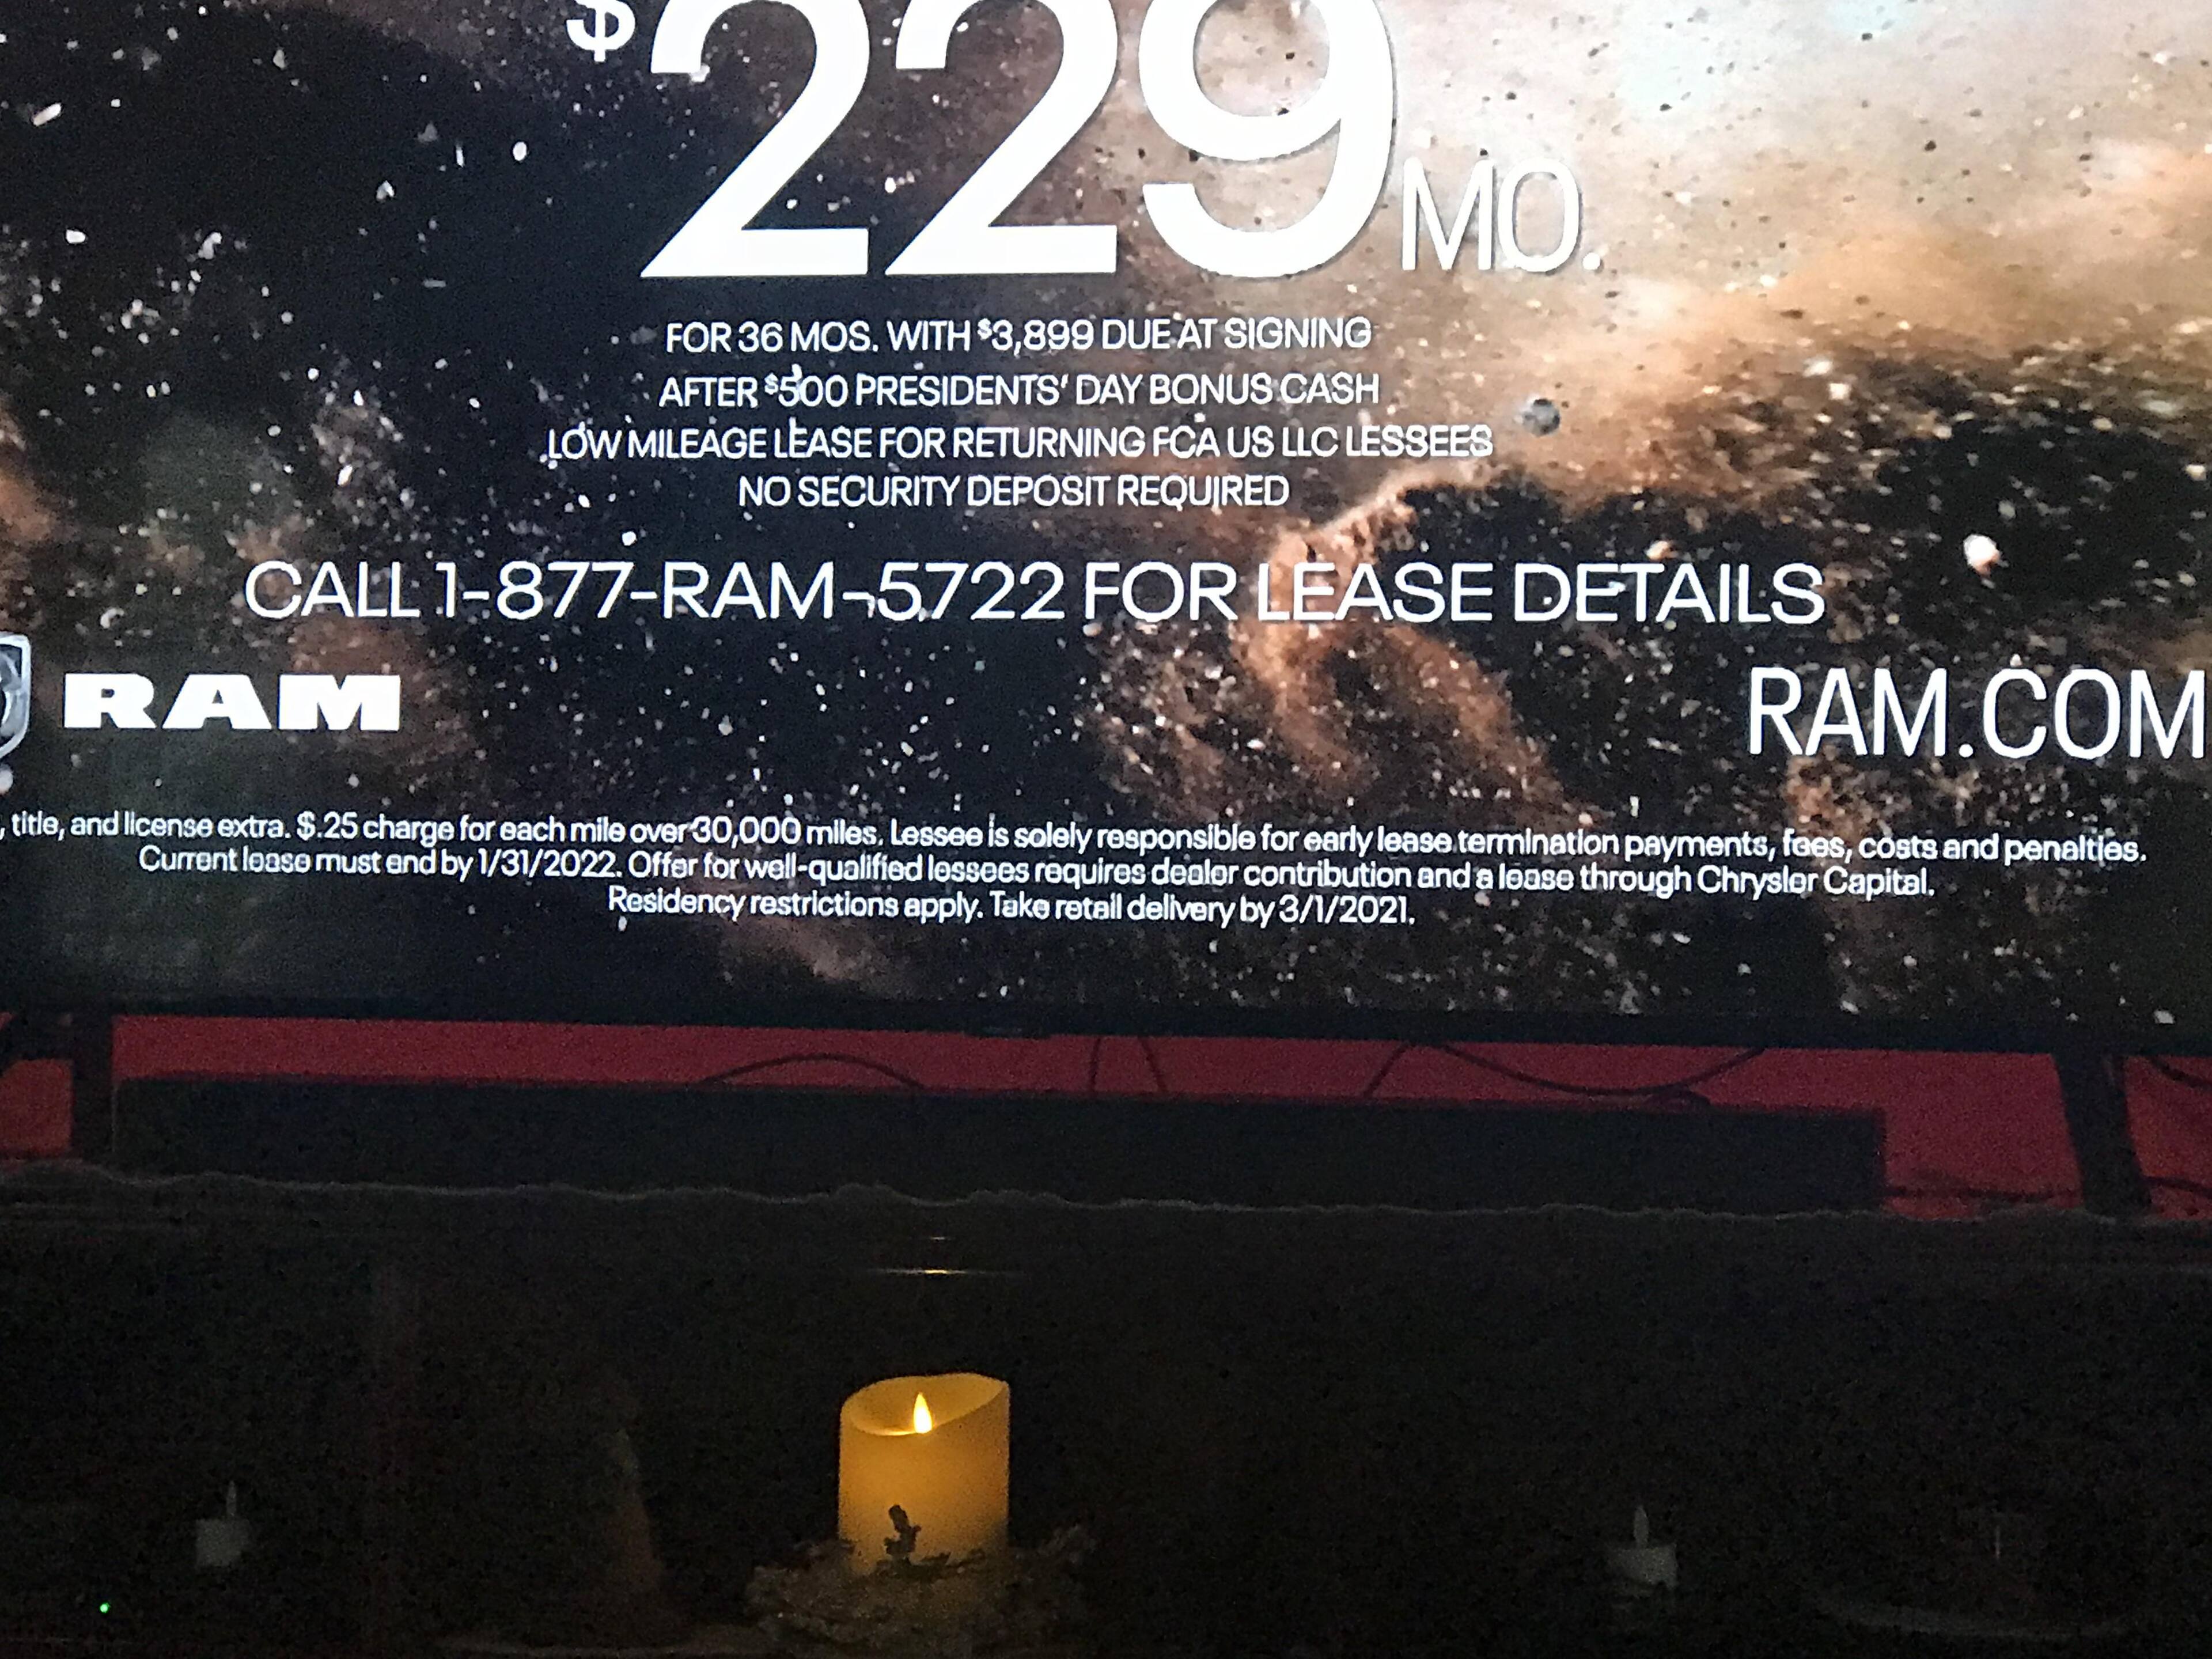 $229 MO.
FOR 36 MOS. WITH $3,899 DUE AT SIGNING
AFTER $500 PRESIDENTS' DAY BONUS CASH
LOW MILEAGE LEASE FOR RETURNING FCA US LLC LESSEES
NO SECURITY DEPOSIT REQUIRED
CALL 1-877-RAM-5722 FOR LEASE DETAILS
RAM
RAM.COM
, title, and license extra. $.25 charge for each mile over 30,000 miles. Lessee is solely responsible for early lease termination payments, fees, costs and penalties.
Current lease must end by 1/31/2022. Offer for well-qualified lessees requires dealer contribution and a lease through Chrysler Capital.
Residency restrictions apply. Take retail delivery by 3/1/2021.